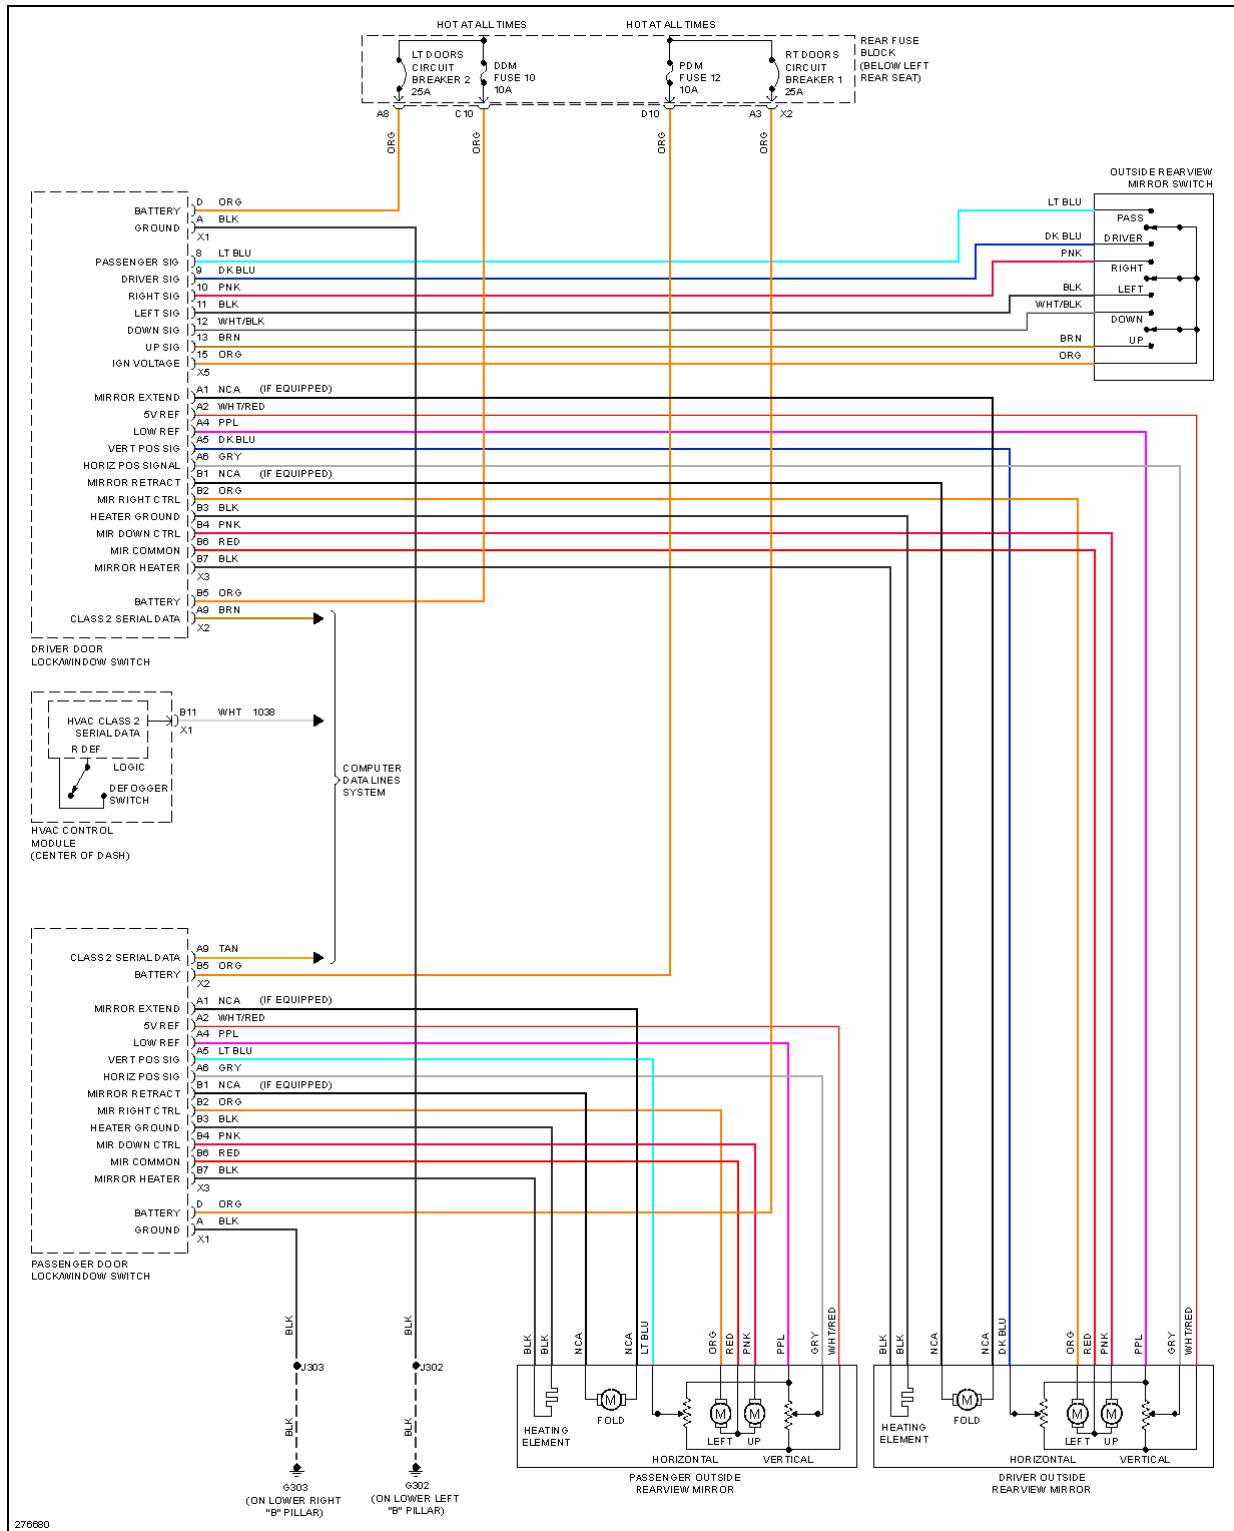 HOT AT ALL TIMES
HOT AT ALL TIMES
LT DOORS
CIRCUIT
BREAKER 2
25A
DDM
FUSE 10
10A
PDM
FUSE 12
10A
RT DOORS
CIRCUIT
BREAKER 1
25A
REAR FUSE
BLOCK
(BELOW LEFT
REAR SEAT)
A8
C10
D10
A3
X2
ORG
ORG
ORG
ORG
OUTSIDE REARVIEW
MIRROR SWITCH
LT BLU
PASS
DK BLU
DRIVER
PNK
RIGHT
BLK
LEFT
WHT/BLK
DOWN
BRN
UP
ORG
BATTERY D ORG
GROUND A BLK
X1
PASSENGER SIG 8 LT BLU
DRIVER SIG 9 DK BLU
RIGHT SIG 10 PNK
LEFT SIG 11 BLK
DOWN SIG 12 WHT/BLK
UP SIG 13 BRN
IGN VOLTAGE 15 ORG
X5
MIRROR EXTEND A1 NCA (IF EQUIPPED)
5V REF A2 WHT/RED
LOW REF A4 PPL
VERT POS SIG A5 DK BLU
HORIZ POS SIGNAL A6 GRY
MIRROR RETRACT B1 NCA (IF EQUIPPED)
MIR RIGHT CTRL B2 ORG
HEATER GROUND B3 BLK
MIR DOWN CTRL B4 PNK
MIR COMMON B6 RED
MIRROR HEATER B7 BLK
X3
BATTERY B5 ORG
CLASS 2 SERIAL DATA A9 BRN
X2
DRIVER DOOR
LOCK/WINDOW SWITCH
HVAC CLASS 2
SERIAL DATA
B11 WHT 1038
X1
R DEF
LOGIC
DEFOGGER
SWITCH
HVAC CONTROL
MODULE
(CENTER OF DASH)
COMPUTER
DATA LINES
SYSTEM
CLASS 2 SERIAL DATA A9 TAN
BATTERY B5 ORG
X2
MIRROR EXTEND A1 NCA (IF EQUIPPED)
5V REF A2 WHT/RED
LOW REF A4 PPL
VERT POS SIG A5 LT BLU
HORIZ POS SIG A6 GRY
MIRROR RETRACT B1 NCA (IF EQUIPPED)
MIR RIGHT CTRL B2 ORG
HEATER GROUND B3 BLK
MIR DOWN CTRL B4 PNK
MIR COMMON B6 RED
MIRROR HEATER B7 BLK
X3
BATTERY D ORG
GROUND A BLK
X1
PASSENGER DOOR
LOCK/WINDOW SWITCH
BLK
J303
BLK
G303
(ON LOWER RIGHT
"B" PILLAR)
BLK
J302
BLK
G302
(ON LOWER LEFT
"B" PILLAR)
BLK
BLK
NCA
NCA
LT BLU
ORG
RED
PNK
PPL
GRY
WHT/RED
HEATING
ELEMENT
M
FOLD
M
M
LEFT
UP
HORIZONTAL
VERTICAL
PASSENGER OUTSIDE
REARVIEW MIRROR
BLK
BLK
NCA
NCA
DK BLU
ORG
RED
PNK
PPL
GRY
WHT/RED
HEATING
ELEMENT
M
FOLD
M
M
LEFT
UP
HORIZONTAL
VERTICAL
DRIVER OUTSIDE
REARVIEW MIRROR
276680